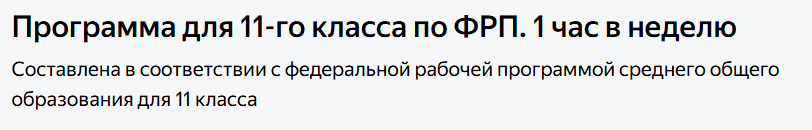 Программа для 11-го класса по ФРП. 1 час в неделю
Составлена в соответствии с федеральной рабочей программой среднего общего
образования для 11 класса